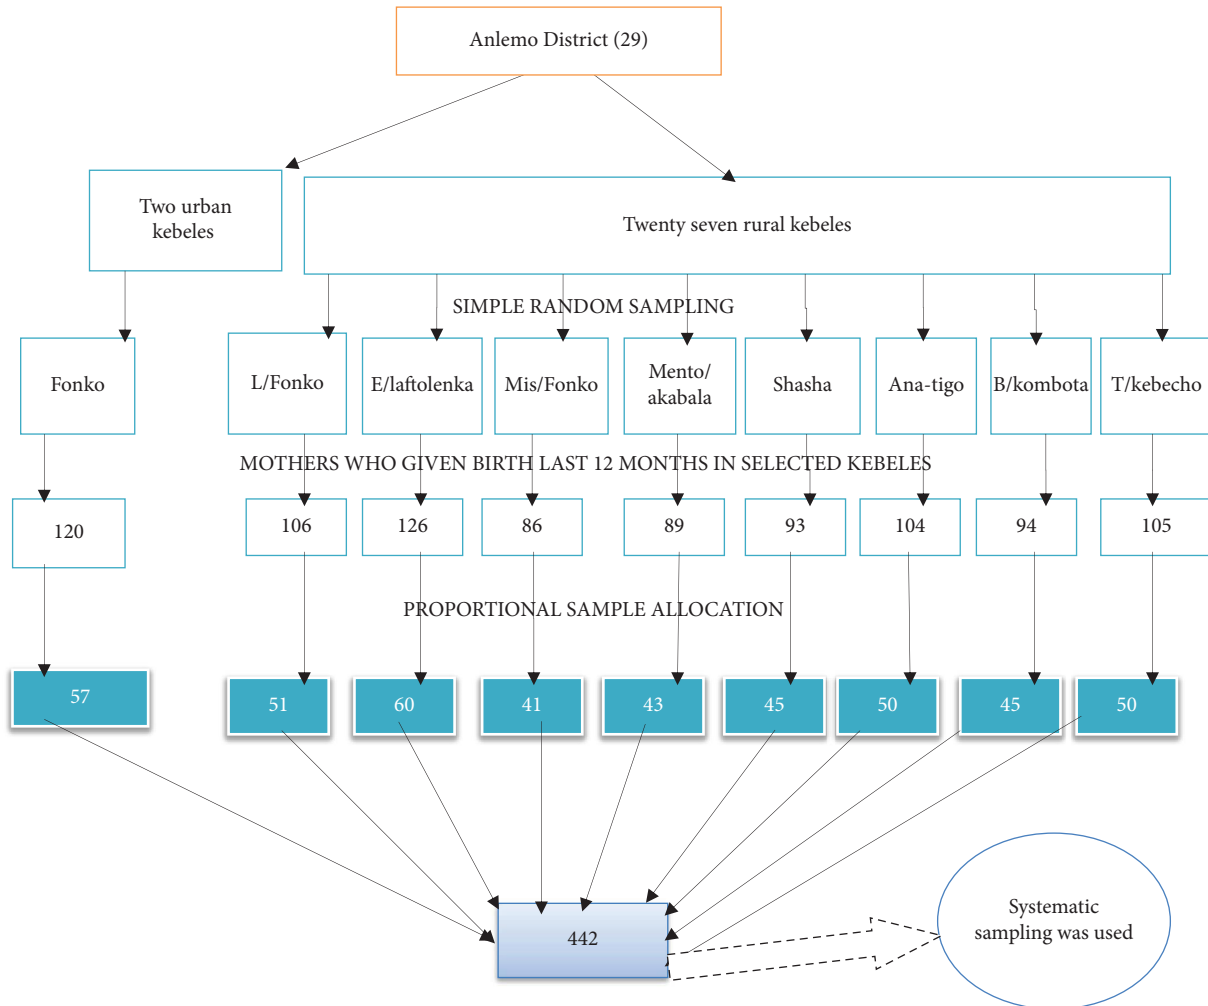 Anlemo District (29)
Two urban
kebeles
Twenty seven rural kebeles
SIMPLE RANDOM SAMPLING
Fonko
L/Fonko
E/laftolenka
Mis/Fonko
Mento/
akabala
Shasha
Ana-tigo
B/kombota
T/kebecho
MOTHERS WHO GIVEN BIRTH LAST 12 MONTHS IN SELECTED KEBELES
120
106
126
86
89
93
104
94
105
PROPORTIONAL SAMPLE ALLOCATION
57
51
60
41
43
45
50
45
50
442
Systematic
sampling was used